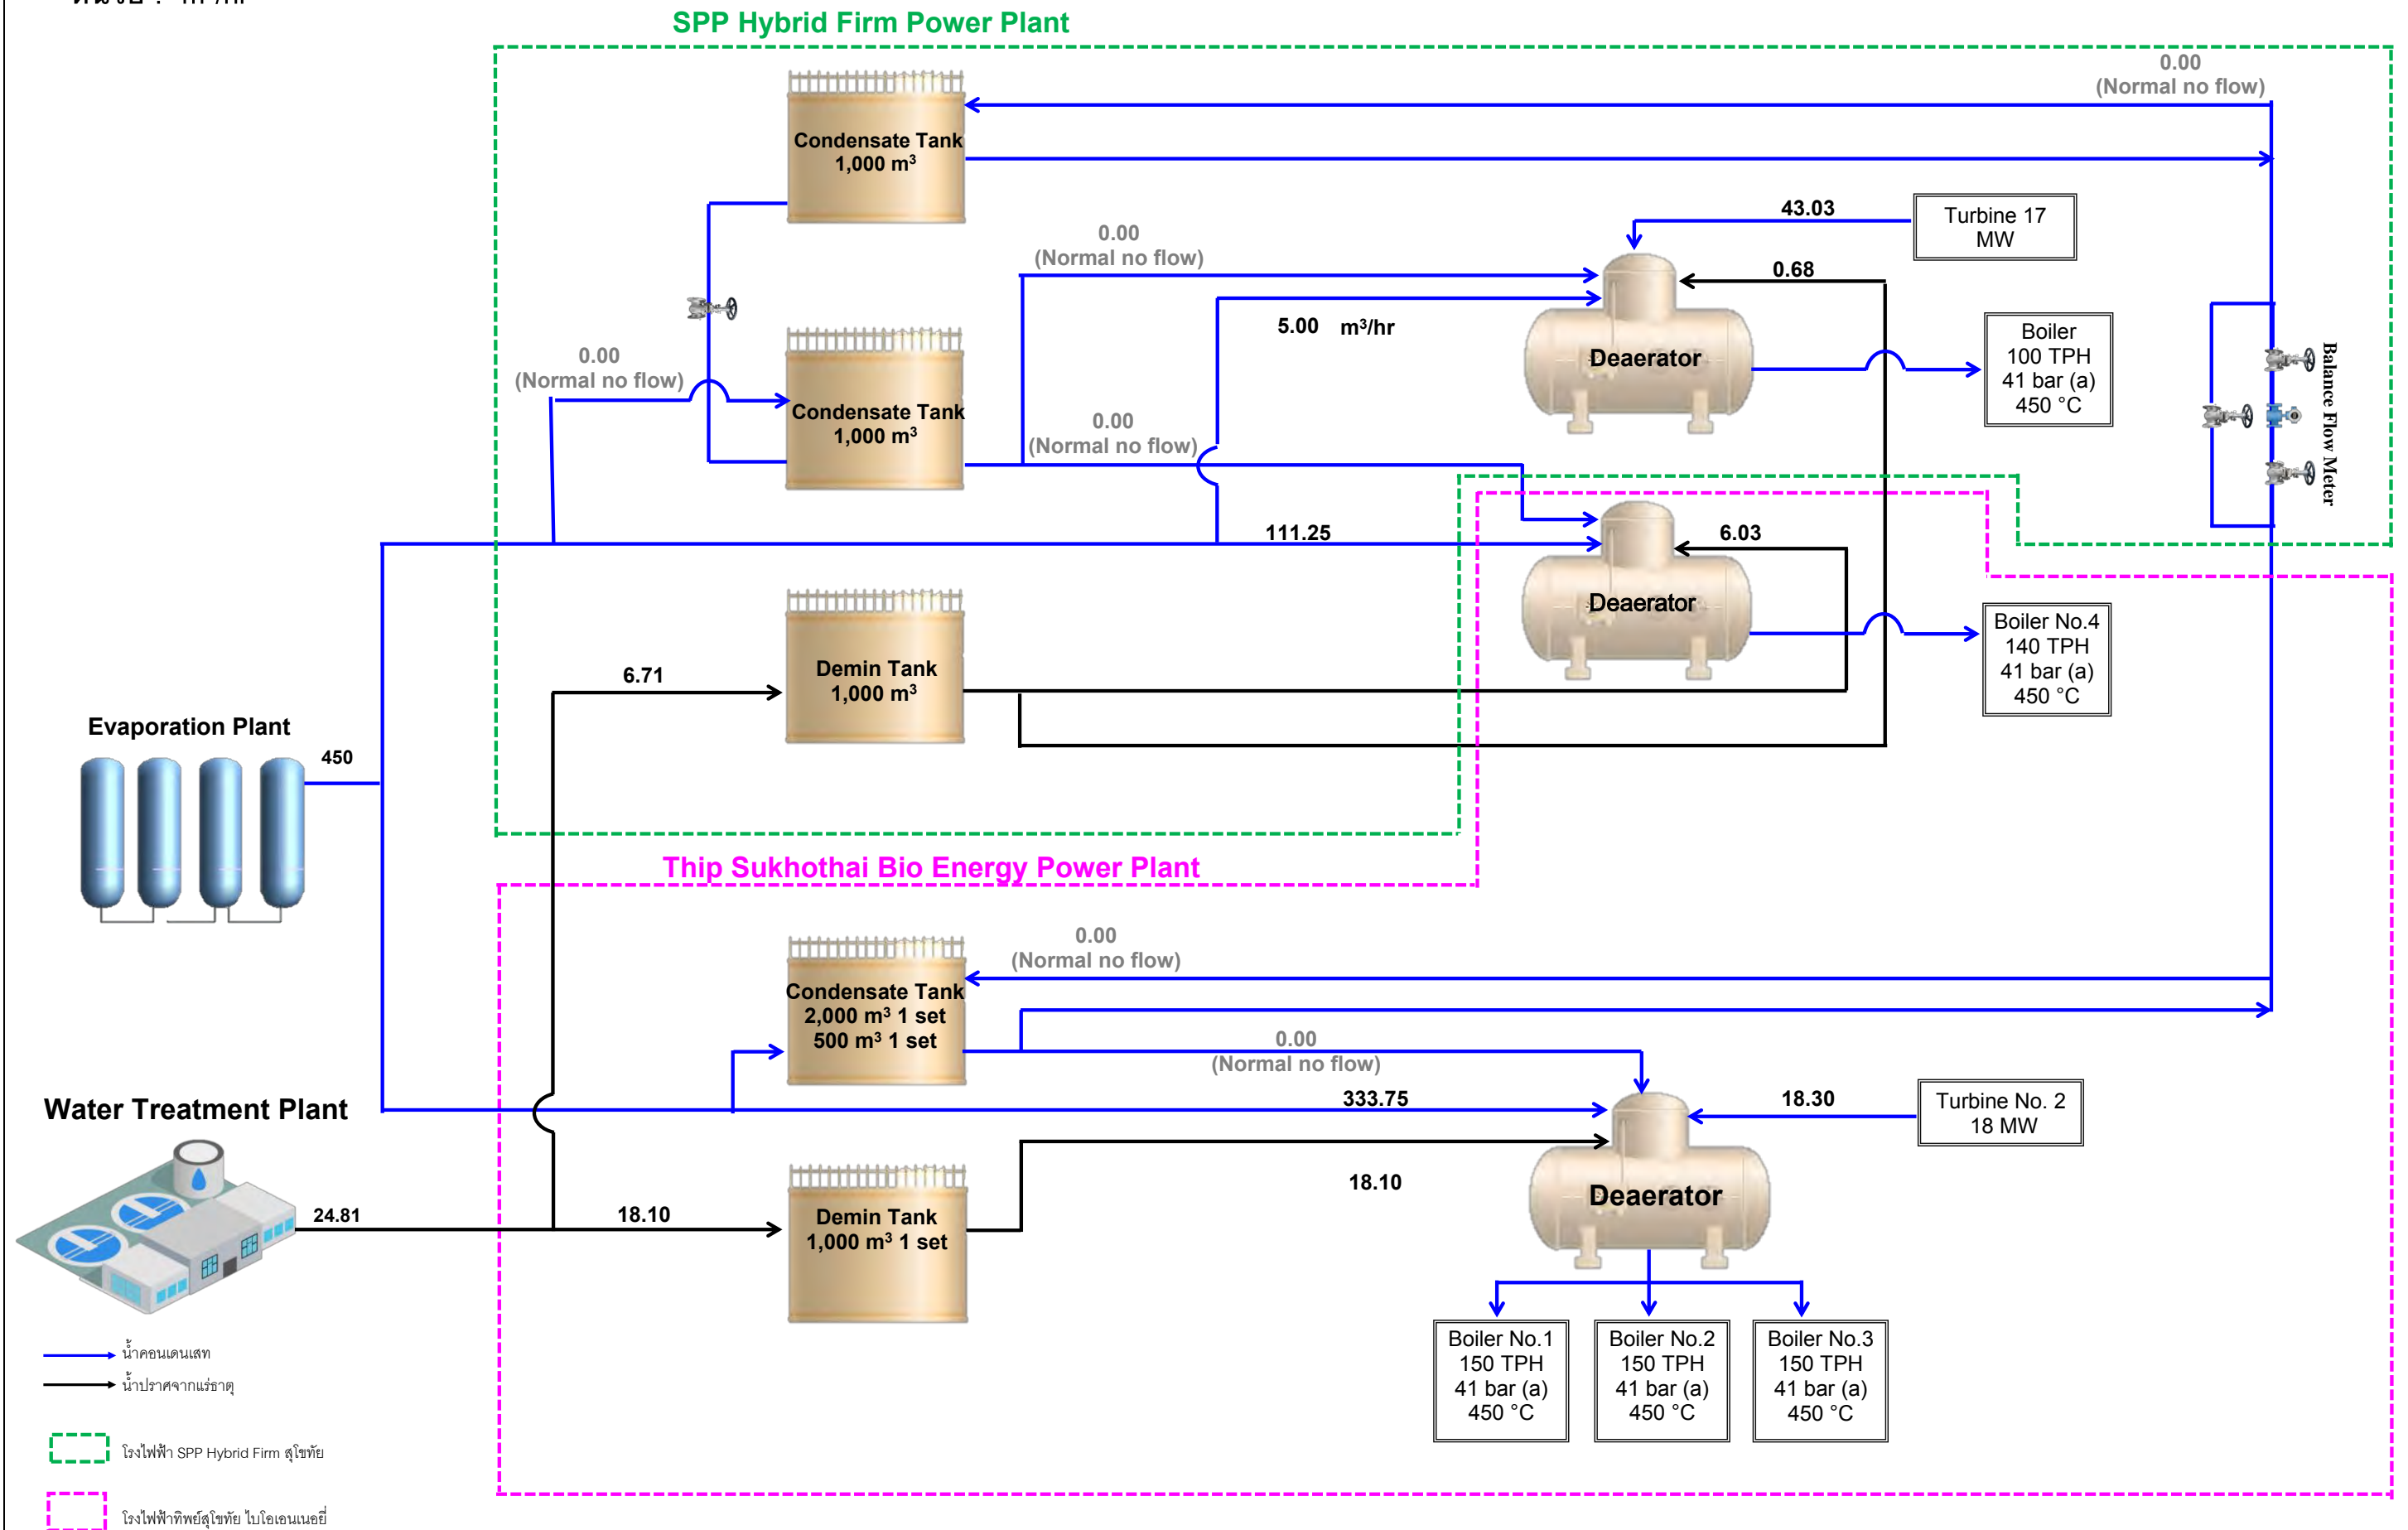 SPP Hybrid Firm Power Plant
0.00
(Normal no flow)
Condensate Tank
1,000 m³
43.03
Turbine 17
MW
0.00
(Normal no flow)
0.68
5.00 m³/hr
Deaerator
Boiler
100 TPH
41 bar (a)
450 °C
Balance Flow Meter
0.00
(Normal no flow)
Condensate Tank
1,000 m³
0.00
(Normal no flow)
111.25
6.03
Deaerator
Boiler No.4
140 TPH
41 bar (a)
450 °C
6.71
Demin Tank
1,000 m³
Evaporation Plant
450
Thip Sukhothai Bio Energy Power Plant
0.00
(Normal no flow)
Condensate Tank
2,000 m³ 1 set
500 m³ 1 set
0.00
(Normal no flow)
Water Treatment Plant
333.75
18.30
Turbine No. 2
18 MW
18.10
Deaerator
24.81
18.10
Demin Tank
1,000 m³ 1 set
Boiler No.1
150 TPH
41 bar (a)
450 °C
Boiler No.2
150 TPH
41 bar (a)
450 °C
Boiler No.3
150 TPH
41 bar (a)
450 °C
น้ำคอนเดนเสท
น้ำปราศจากแร่ธาตุ
โรงไฟฟ้า SPP Hybrid Firm สุโขทัย
โรงไฟฟ้าทิพย์สุโขทัย ไบโอเอนเนอยี่